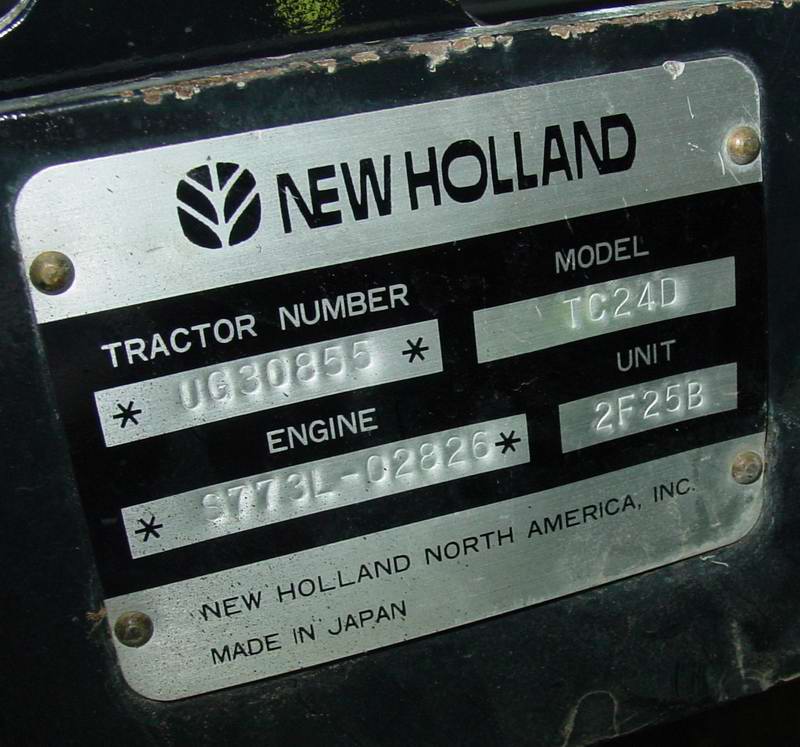 NEW HOLLAND
MODEL
TRACTOR NUMBER
TC24D
* UG30855 *
UNIT
ENGINE
2F25B
* S773L-02826 *
NEW HOLLAND NORTH AMERICA, INC.
MADE IN JAPAN